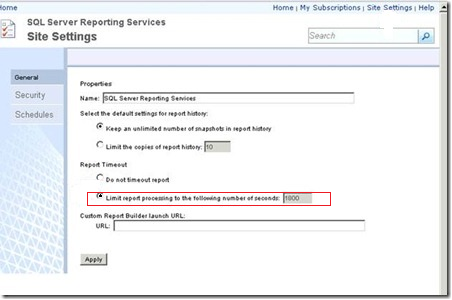 Home
Home | My Subscriptions | Site Settings | Help
SQL Server Reporting Services
Site Settings
Search
General
Security
Schedules
Properties
Name: SQL Server Reporting Services
Select the default settings for report history:
Keep an unlimited number of snapshots in report history
Limit the copies of report history: 10
Report Timeout
Do not timeout report
Limit report processing to the following number of seconds: 1800
Custom Report Builder launch URL:
URL:
Apply